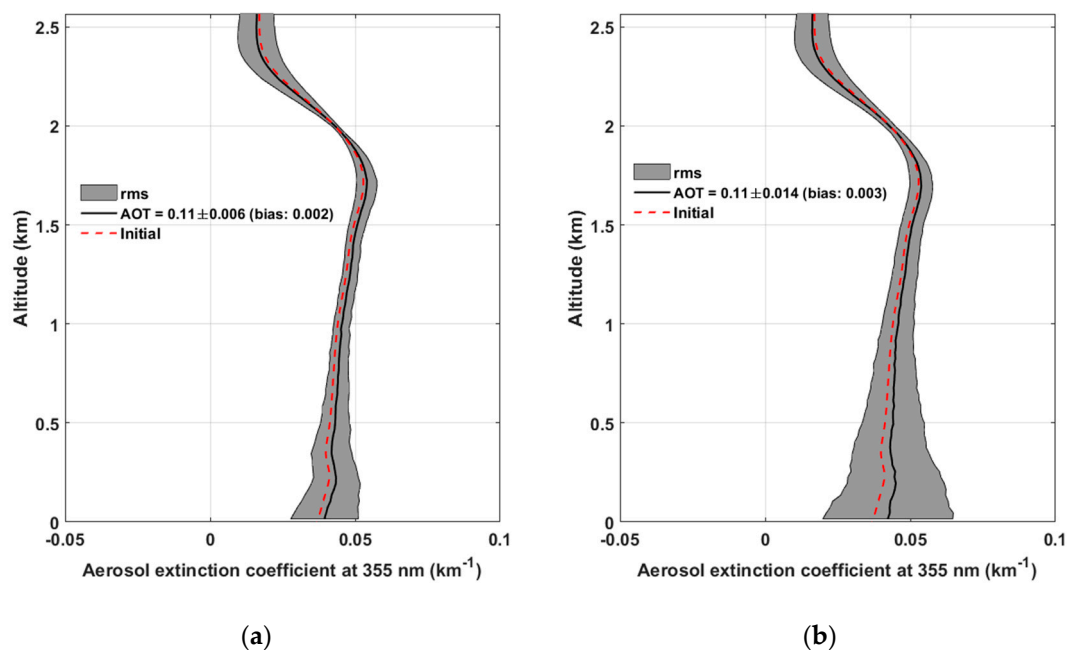 2.5
2
1.5
1
0.5
0
Altitude (km)
rms
AOT = 0.11±0.006 (bias: 0.002)
Initial
-0.05
0
0.05
0.1
Aerosol extinction coefficient at 355 nm (km⁻¹)
(a)
2.5
2
1.5
1
0.5
0
Altitude (km)
rms
AOT = 0.11±0.014 (bias: 0.003)
Initial
-0.05
0
0.05
0.1
Aerosol extinction coefficient at 355 nm (km⁻¹)
(b)